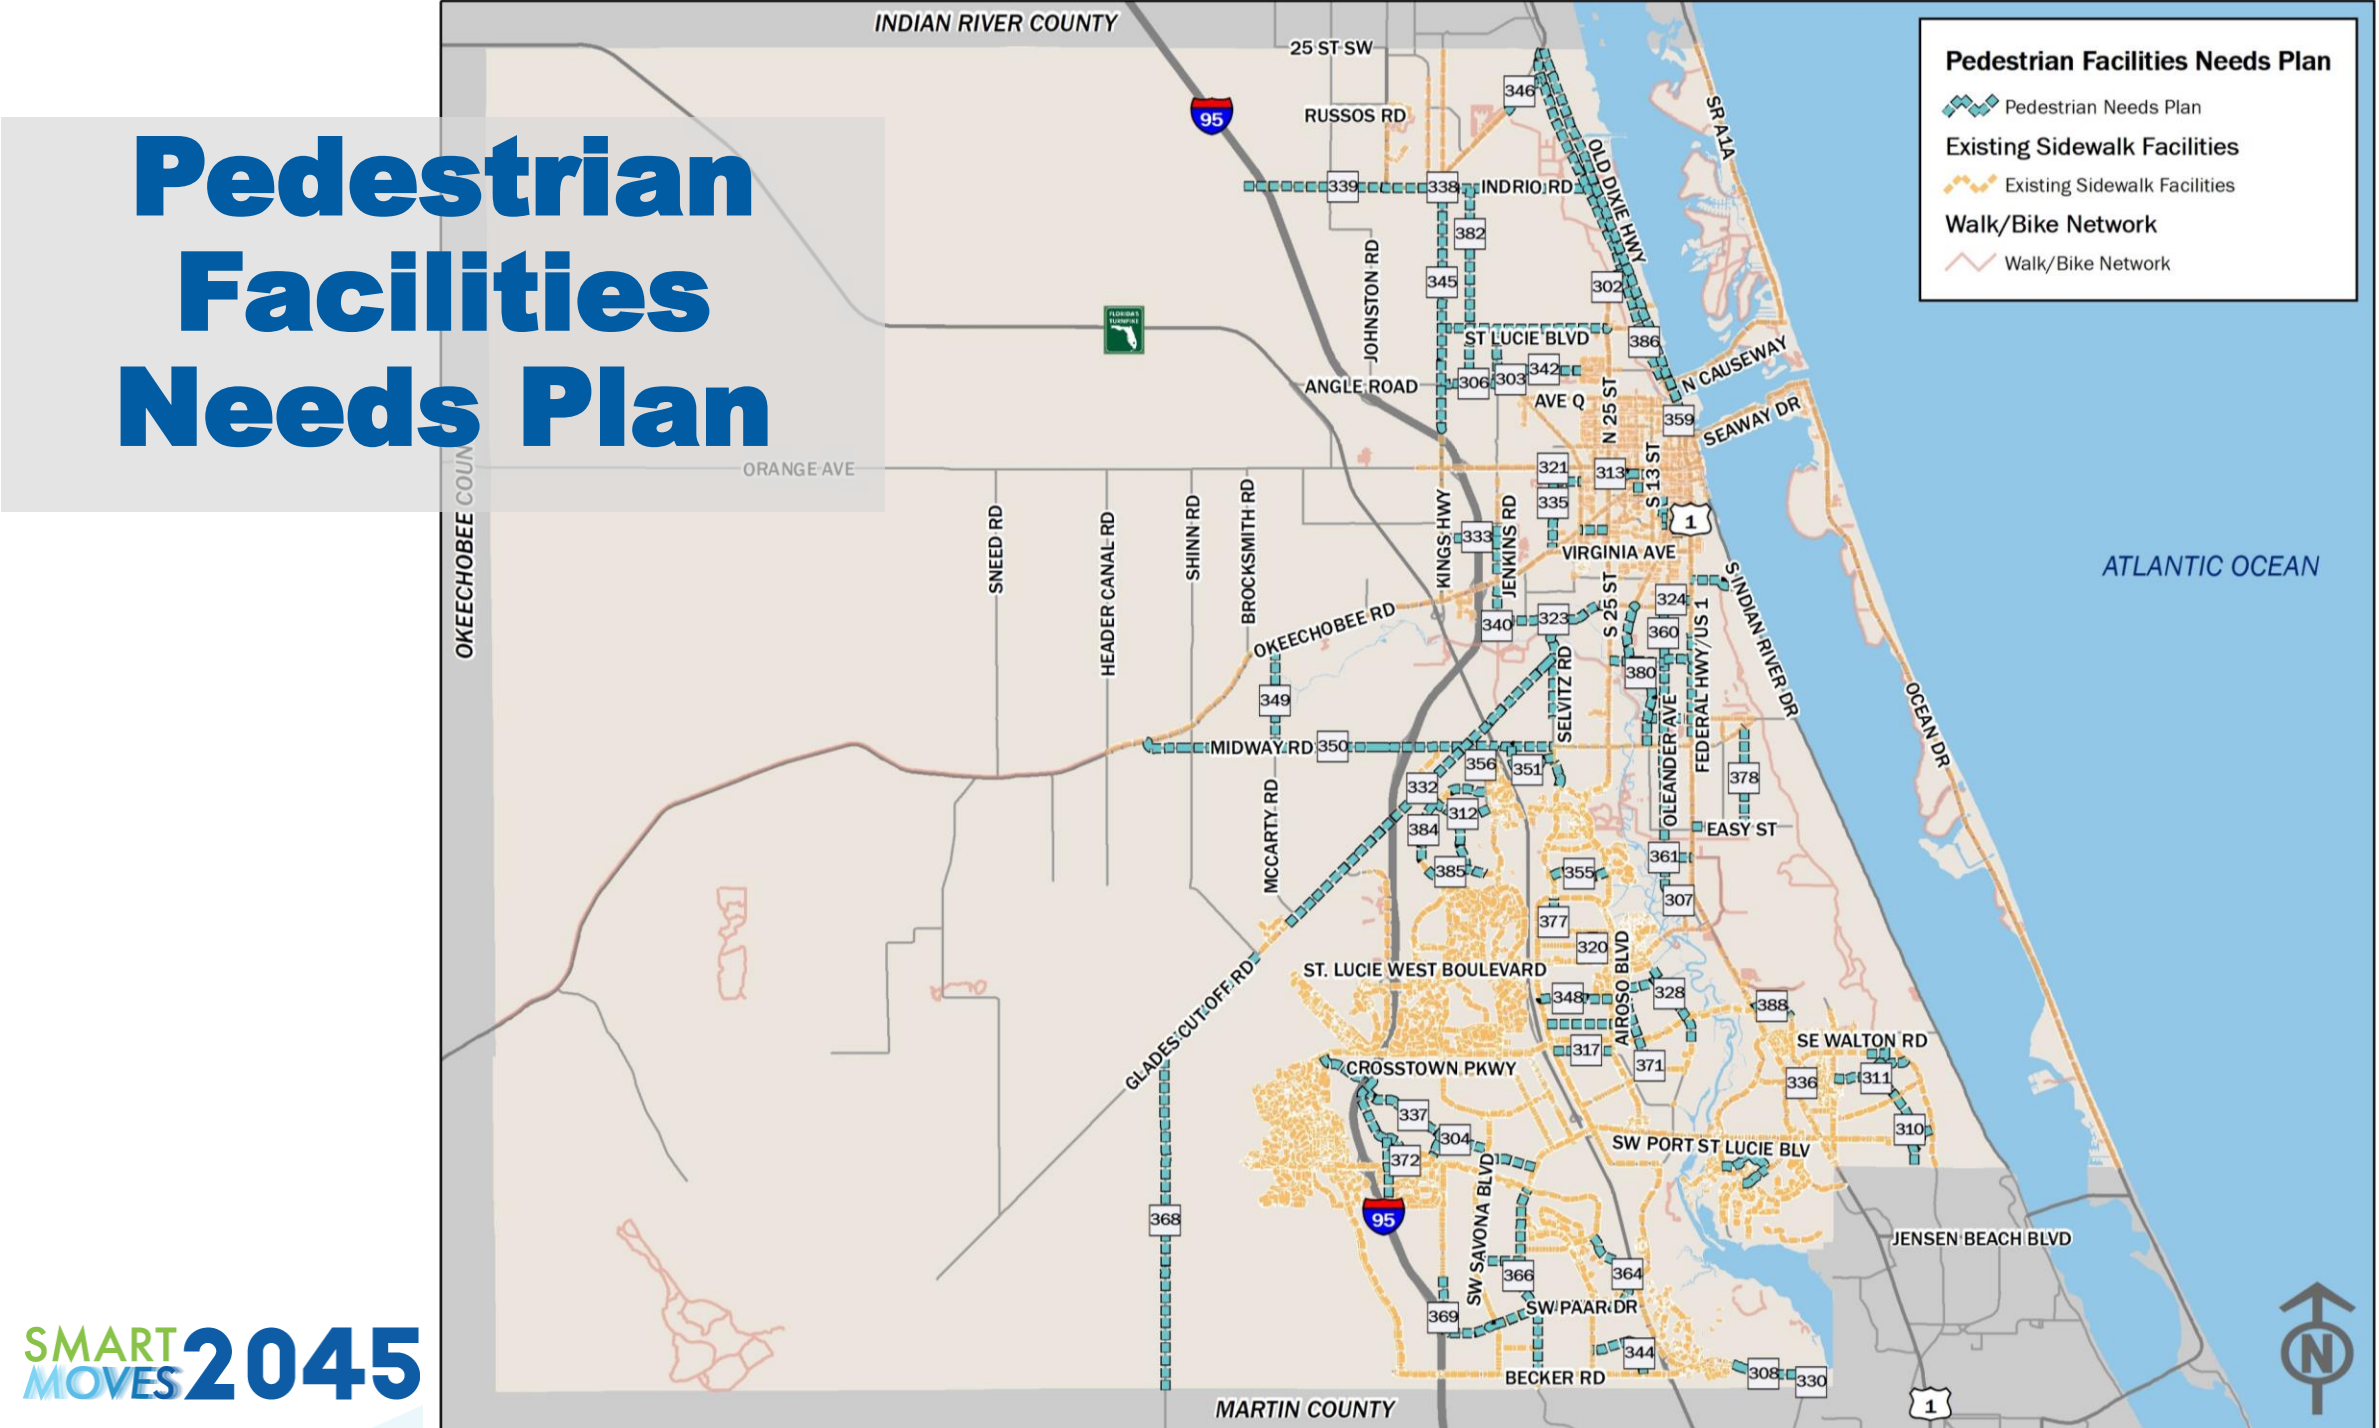 Pedestrian
Facilities
Needs Plan
SMART
MOVES 2045
INDIAN RIVER COUNTY
25 ST SW
346
95
RUSSOS RD
SR A1A
OLD DIXIE HWY
339
338
INDRIO RD
382
JOHNSTON RD
345
302
FLORIDA'S
TURNPIKE
ST LUCIE BLVD
386
342
N CAUSEWAY
ANGLE ROAD
306
303
AVE Q
N 25 ST
359
SEAWAY DR
ORANGE AVE
321
313
S 13 ST
335
OKEECHOBEE COUN
SNEED RD
HEADER CANAL RD
SHINN RD
BROCKSMITH RD
KINGS HWY
333
JENKINS RD
1
VIRGINIA AVE
ATLANTIC OCEAN
S INDIAN RIVER DR
S 25 ST
324
OKEECHOBEE RD
340
323
360
FEDERAL HWY/US 1
380
SELVITZ RD
349
OLEANDER AVE
OCEAN DR
MIDWAY RD
350
356
351
378
332
MCCARTY RD
312
384
EASY ST
385
355
361
307
377
320
AIROSO BLVD
ST. LUCIE WEST BOULEVARD
GLADES CUT OFF RD
348
328
388
SE WALTON RD
317
371
CROSSTOWN PKWY
336
311
337
304
310
SW PORT ST LUCIE BLV
372
SW SAVONA BLVD
368
95
JENSEN BEACH BLVD
366
364
SW PAAR DR
369
344
BECKER RD
308
330
MARTIN COUNTY
1
N
Pedestrian Facilities Needs Plan
Pedestrian Needs Plan
Existing Sidewalk Facilities
Existing Sidewalk Facilities
Walk/Bike Network
Walk/Bike Network